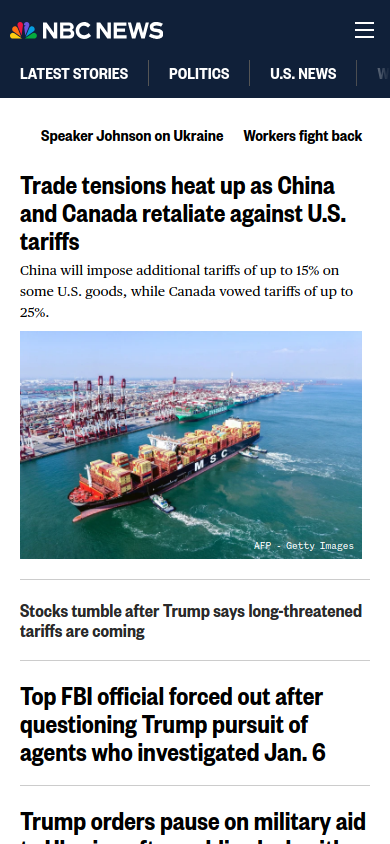 NBC NEWS
LATEST STORIES
POLITICS
U.S. NEWS
Speaker Johnson on Ukraine
Workers fight back
Trade tensions heat up as China
and Canada retaliate against U.S.
tariffs
China will impose additional tariffs of up to 15% on
some U.S. goods, while Canada vowed tariffs of up to
25%.
MSC
AFP - Getty Images
Stocks tumble after Trump says long-threatened
tariffs are coming
Top FBI official forced out after
questioning Trump pursuit of
agents who investigated Jan. 6
Trump orders pause on military aid